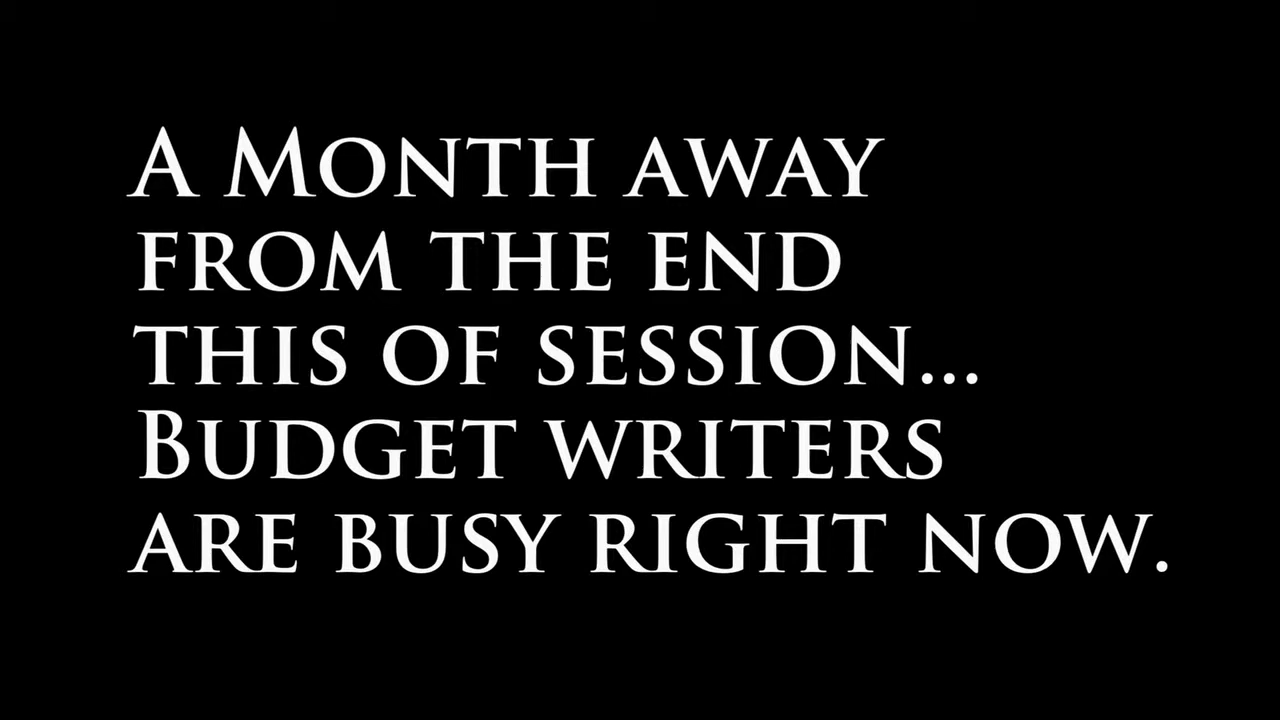 A Month away
from the end
this of session...
Budget writers
are busy right now.